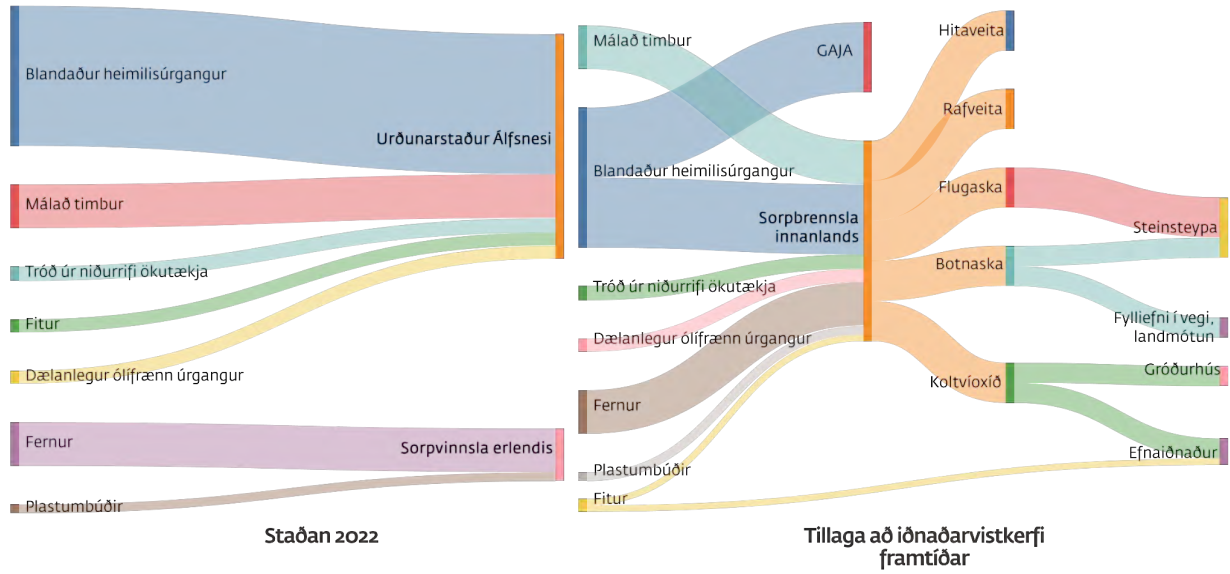 Blandaður heimilisúrgangur
Urðunarstaður Álfsnesi
Málað timbur
Tróð úr niðurrifi ökutækja
Fitur
Dælanlegur ólífrænn úrgangur
Fernur
Sorpvinnsla erlendis
Plastumbúðir
Staðan 2022
Málað timbur
GAJA
Hitaveita
Rafveita
Blandaður heimilisúrgangur
Flugaska
Sorpbrennsla
innanlands
Steinsteypa
Botnaska
Tróð úr niðurrifi ökutækja
Fylliefni í vegi,
landmótun
Dælanlegur ólífrænn úrgangur
Gróðurhús
Koltvíoxíð
Fernur
Efnaiðnaður
Plastumbúðir
Fitur
Tillaga að iðnaðarvistkerfi
framtíðar